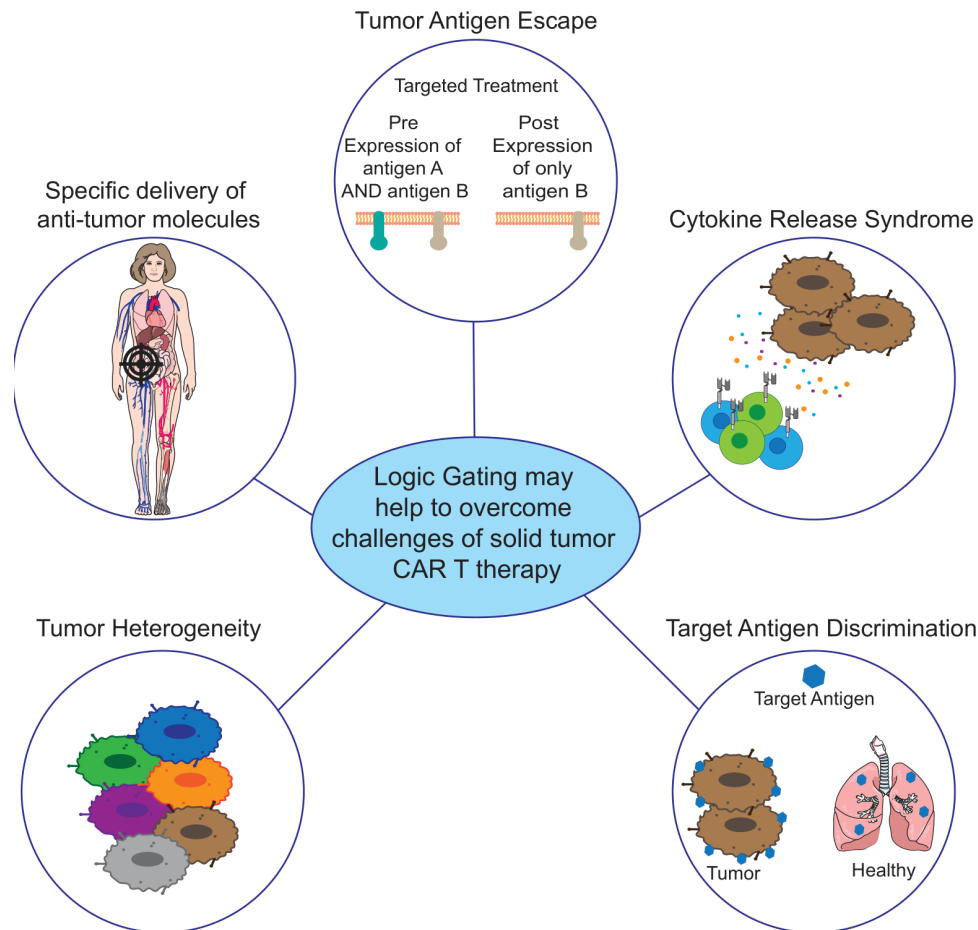 Tumor Antigen Escape
Targeted Treatment
Pre
Expression of
antigen A
AND antigen B
Post
Expression
of only
antigen B
Specific delivery of
anti-tumor molecules
Cytokine Release Syndrome
Logic Gating may
help to overcome
challenges of solid tumor
CAR T therapy
Tumor Heterogeneity
Target Antigen Discrimination
Target Antigen
Tumor
Healthy